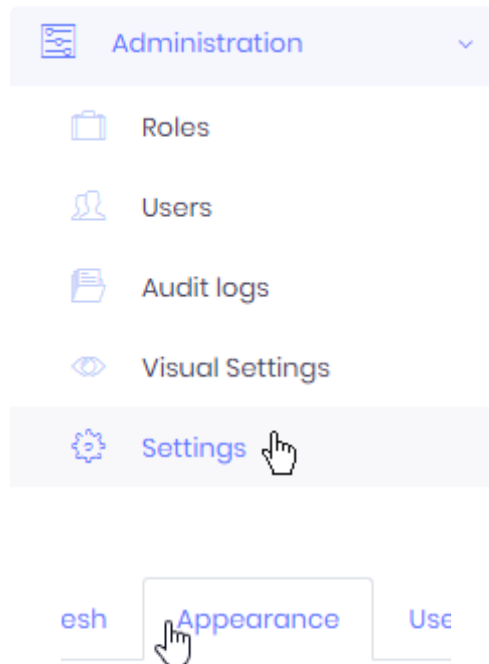 Administration
Roles
Users
Audit logs
Visual Settings
Settings
esh Appearance Use